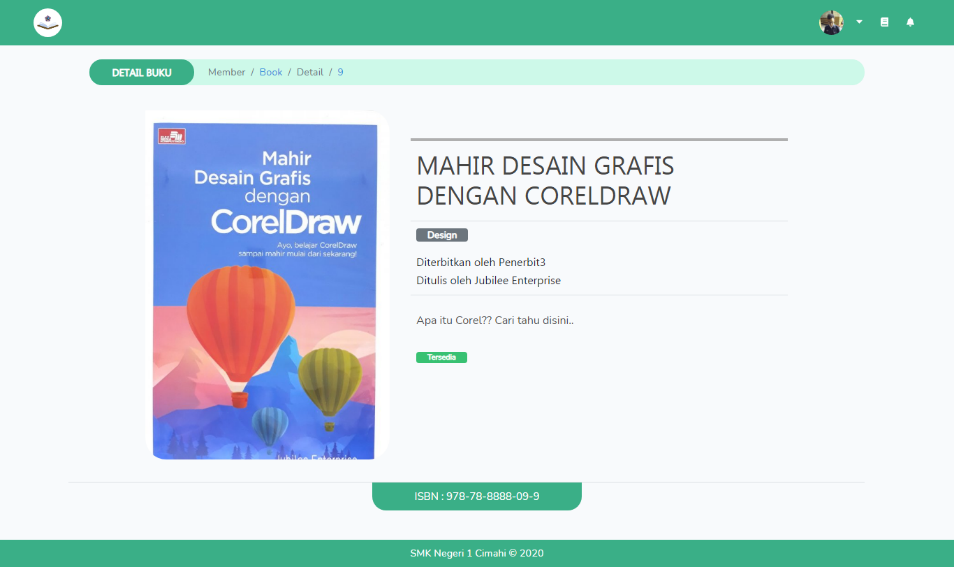 DETAIL BUKU
Member / Book / Detail / 9
Mahir
Desain Grafis
dengan
CorelDraw
Ayo, belajar CorelDraw
sampai mahir mulai dari sekarang!
Jubilee Enterprise
MAHIR DESAIN GRAFIS
DENGAN CORELDRAW
Design
Diterbitkan oleh Penerbit3
Ditulis oleh Jubilee Enterprise
Apa itu Corel?? Cari tahu disini..
Tersedia
ISBN : 978-78-8888-09-9
SMK Negeri 1 Cimahi © 2020